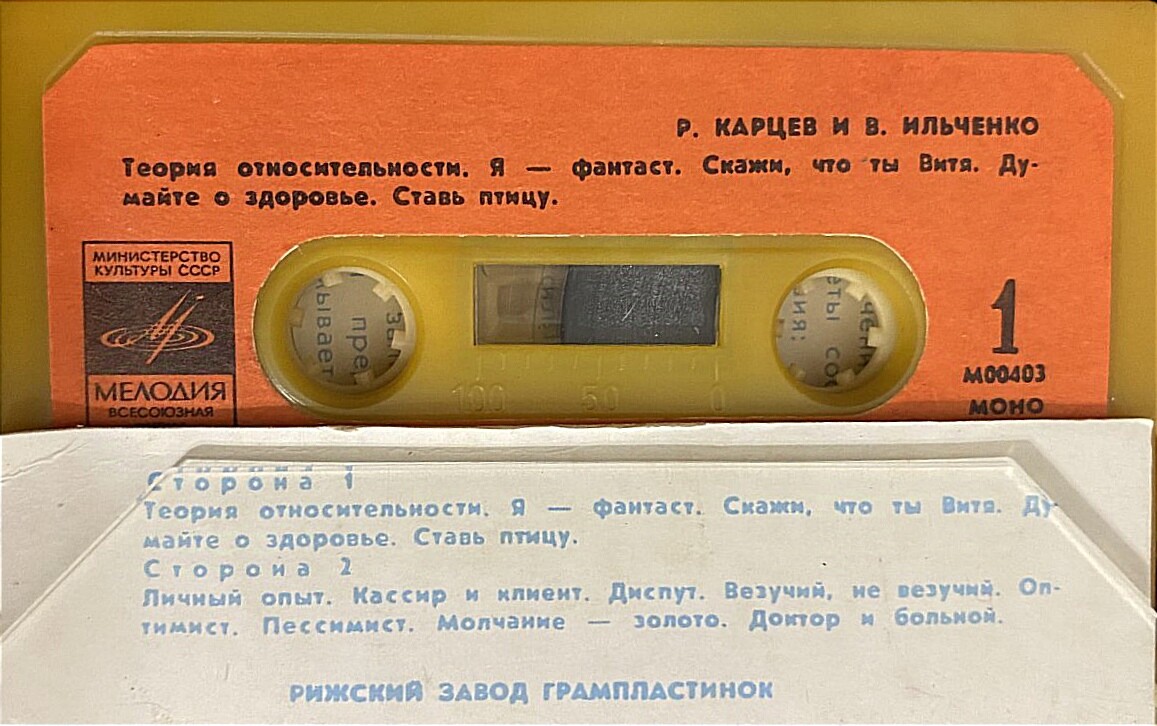 Р. КАРЦЕВ И В. ИЛЬЧЕНКО
Теория относительности. Я — фантаст. Скажи, что ты Витя. Ду-
майте о здоровье. Ставь птицу.
МИНИСТЕРСТВО
КУЛЬТУРЫ СССР
МЕЛОДИЯ
ВСЕСОЮЗНАЯ
1
М00403
МОНО
100 50 0
Сторона 1
Теория относительности. Я — фантаст. Скажи, что ты Витя. Ду-
майте о здоровье. Ставь птицу.
Сторона 2
Личный опыт. Кассир и клиент. Диспут. Везучий, не везучий. Оп-
тимист. Пессимист. Молчание — золото. Доктор и больной.
РИЖСКИЙ ЗАВОД ГРАМПЛАСТИНОК